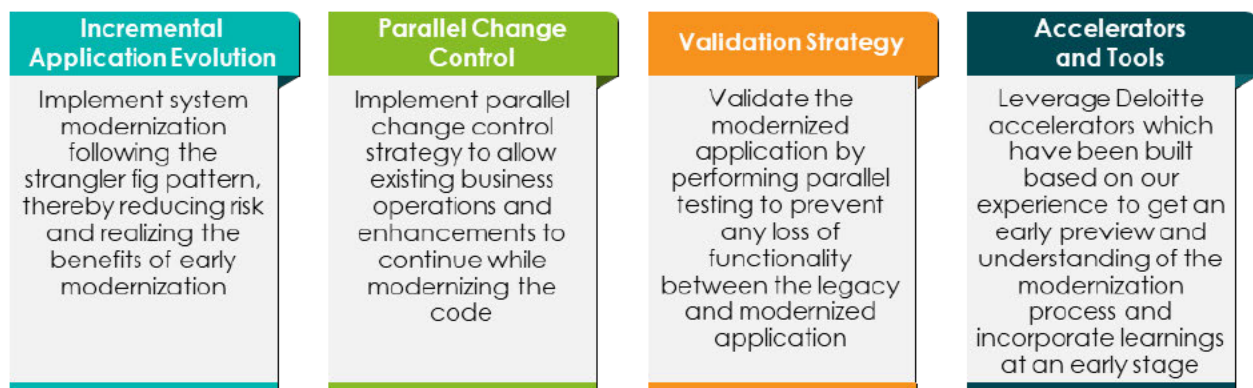 Incremental
Application Evolution
Implement system
modernization
following the
strangler fig pattern,
thereby reducing risk
and realizing the
benefits of early
modernization
Parallel Change
Control
Implement parallel
change control
strategy to allow
existing business
operations and
enhancements to
continue while
modernizing the
code
Validation Strategy
Validate the
modernized
application by
performing parallel
testing to prevent
any loss of
functionality
between the legacy
and modernized
application
Accelerators
and Tools
Leverage Deloitte
accelerators which
have been built
based on our
experience to get an
early preview and
understanding of the
modernization
process and
incorporate learnings
at an early stage